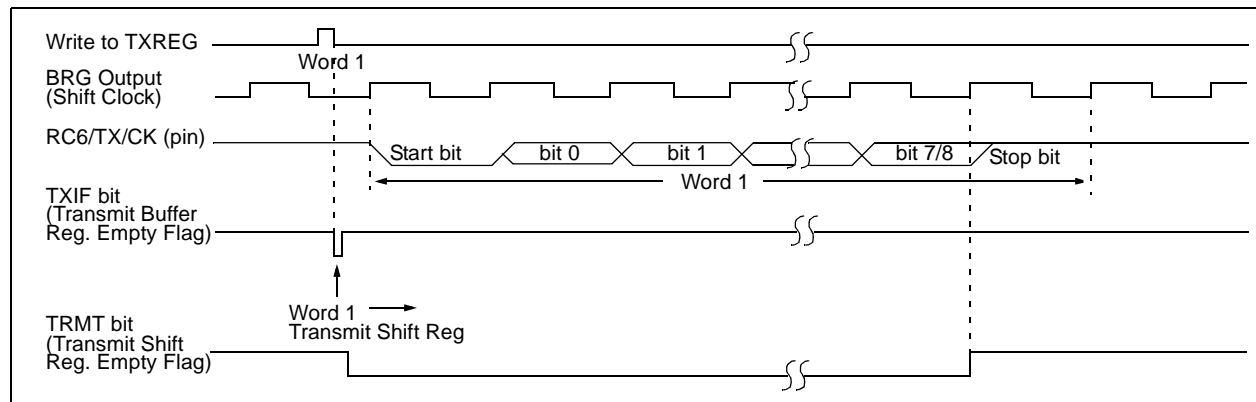 Write to TXREG
Word 1
BRG Output
(Shift Clock)
RC6/TX/CK (pin)
Start bit
bit 0
bit 1
bit 7/8
Stop bit
Word 1
TXIF bit
(Transmit Buffer
Reg. Empty Flag)
Word 1
Transmit Shift Reg
TRMT bit
(Transmit Shift
Reg. Empty Flag)